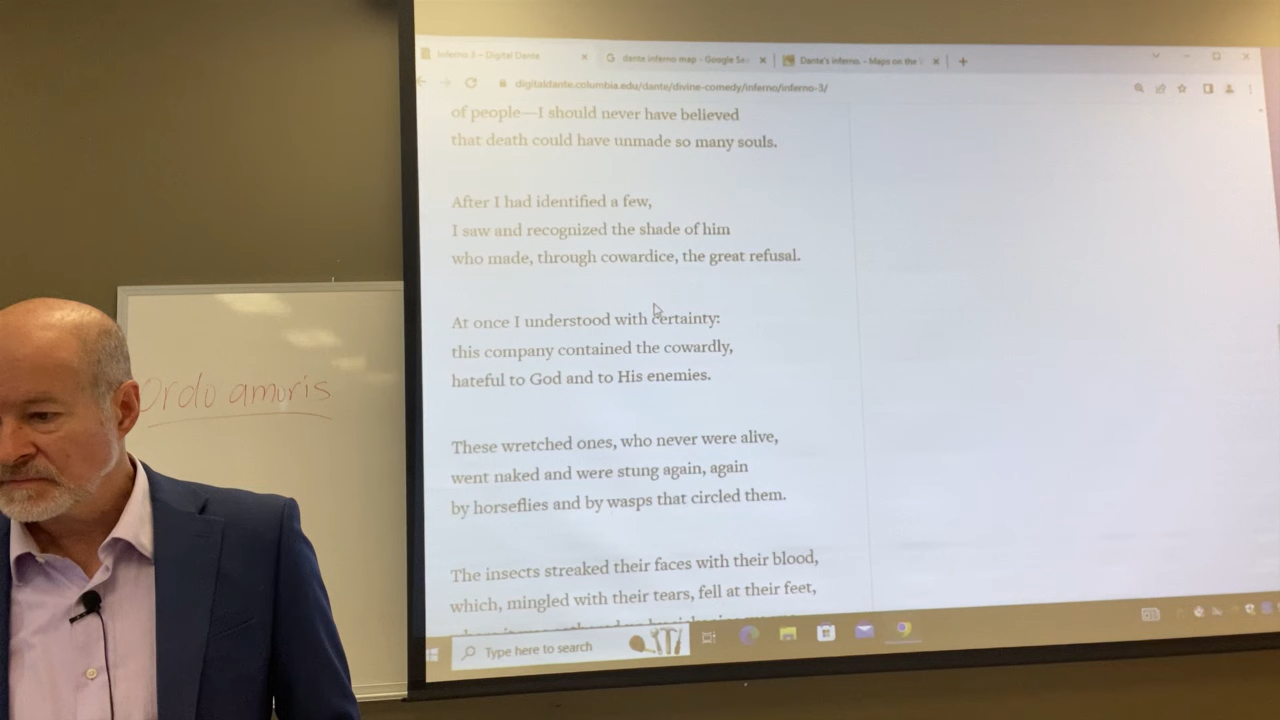 Inferno 3 – Digital Dante
dante inferno map - Google Se
Dante's inferno. - Maps on the
digitaldante.columbia.edu/dante/divine-comedy/inferno/inferno-3/
of people—I should never have believed
that death could have unmade so many souls.
After I had identified a few,
I saw and recognized the shade of him
who made, through cowardice, the great refusal.
At once I understood with certainty:
this company contained the cowardly,
hateful to God and to His enemies.
These wretched ones, who never were alive,
went naked and were stung again, again
by horseflies and by wasps that circled them.
The insects streaked their faces with their blood,
which, mingled with their tears, fell at their feet,
Type here to search
Ordo amoris